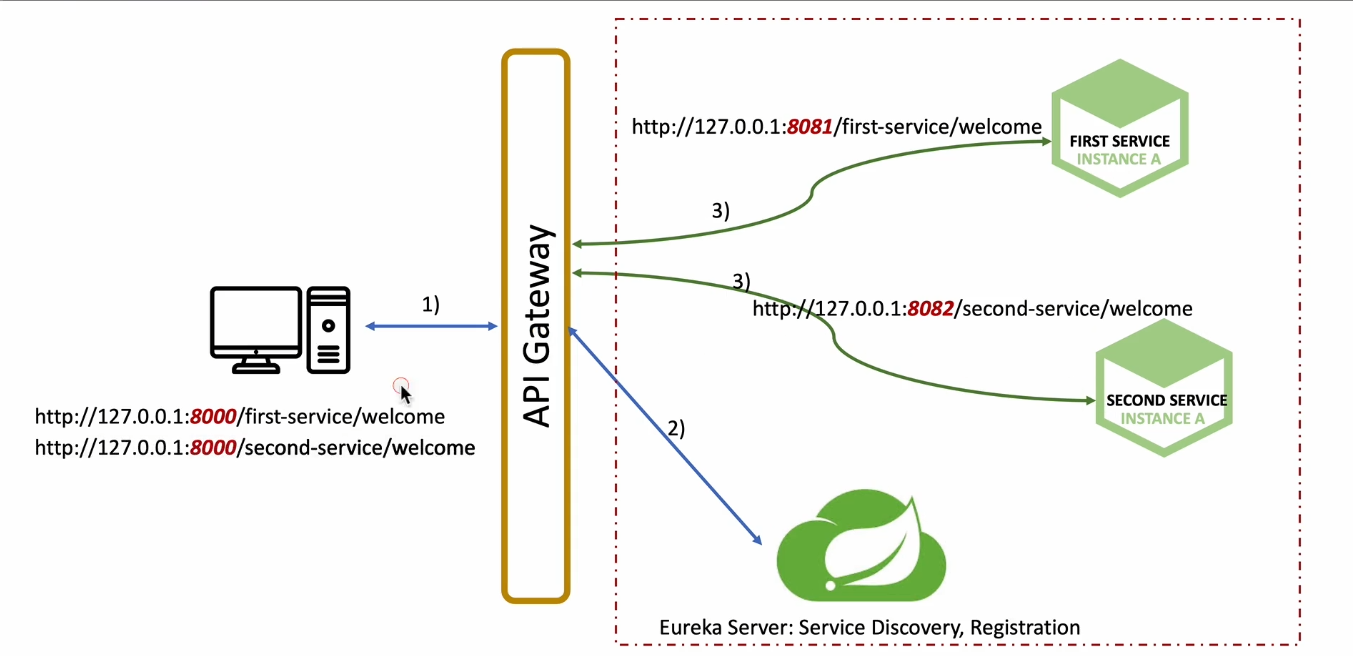 http://127.0.0.1:8081/first-service/welcome
FIRST SERVICE
INSTANCE A
3)
3)
http://127.0.0.1:8082/second-service/welcome
1)
API Gateway
SECOND SERVICE
INSTANCE A
http://127.0.0.1:8000/first-service/welcome
http://127.0.0.1:8000/second-service/welcome
2)
Eureka Server: Service Discovery, Registration